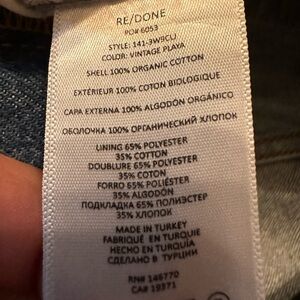 RE/DONE
PO# 6053
STYLE: 141-3W9CLJ
COLOR: VINTAGE PLAYA
SHELL 100% ORGANIC COTTON
EXTÉRIEUR 100% COTON BIOLOGIQUE
CAPA EXTERNA 100% ALGODÓN ORGÁNICO
ОБОЛОЧКА 100% ОРГАНИЧЕСКИЙ ХЛОПОК
LINING 65% POLYESTER
35% COTTON
DOUBLURE 65% POLYESTER
35% COTON
FORRO 65% POLIÉSTER
35% ALGODÓN
ПОДКЛАДКА 65% ПОЛИЭСТЕР
35% ХЛОПОК
MADE IN TURKEY
FABRIQUÉ EN TURQUIE
HECHO EN TURQUÍA
СДЕЛАНО В ТУРЦИИ
RN# 146770
CA# 19371